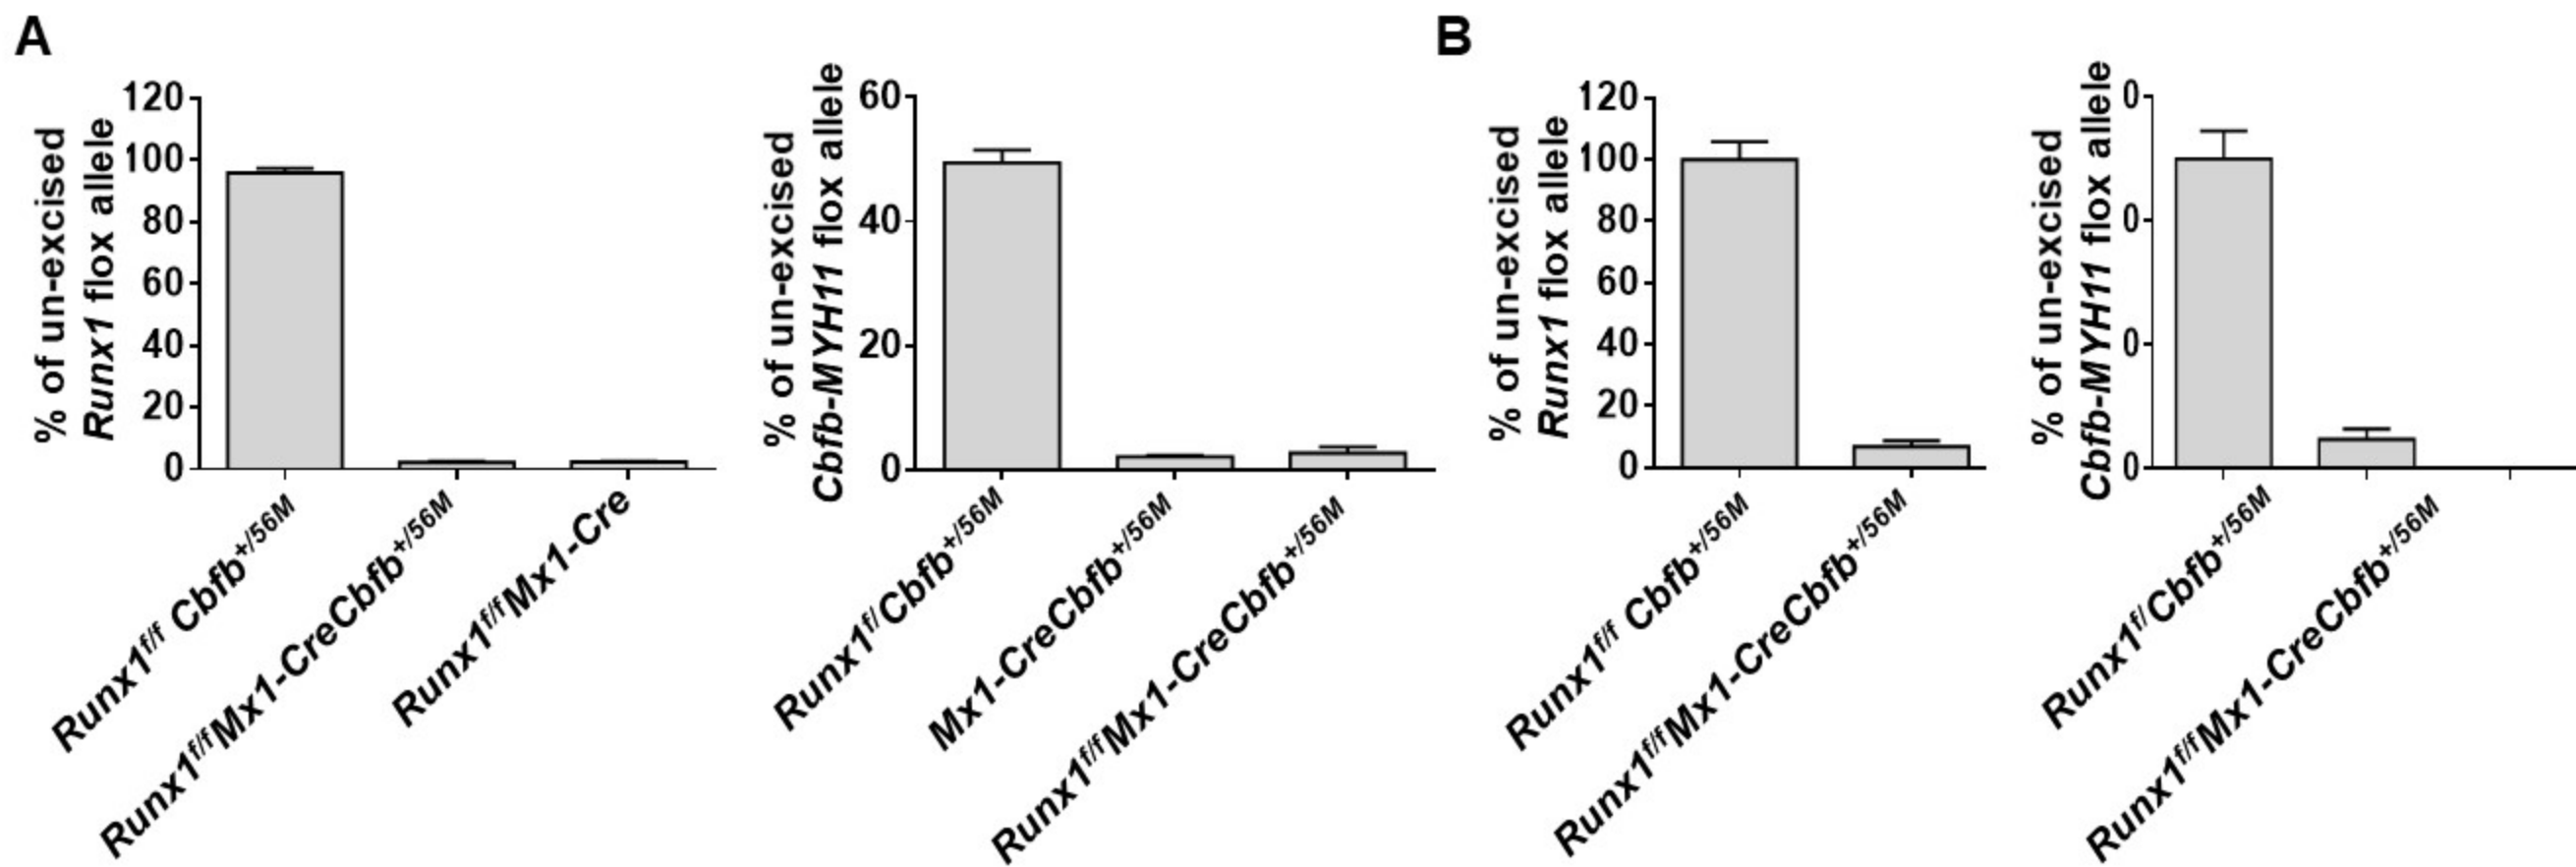 A
% of un-excised
Runx1 flox allele
120
100
80
60
40
20
0
Runx1f/f Cbfb+/56M
Runx1f/fMx1-CreCbfb+/56M
Runx1f/fMx1-Cre
% of un-excised
Cbfb-MYH11 flox allele
60
40
20
0
Runx1f/Cbfb+/56M
Mx1-CreCbfb+/56M
Runx1f/fMx1-CreCbfb+/56M
B
% of un-excised
Runx1 flox allele
120
100
80
60
40
20
0
Runx1f/f Cbfb+/56M
Runx1f/fMx1-CreCbfb+/56M
% of un-excised
Cbfb-MYH11 flox allele
0
0
0
0
Runx1f/Cbfb+/56M
Runx1f/fMx1-CreCbfb+/56M